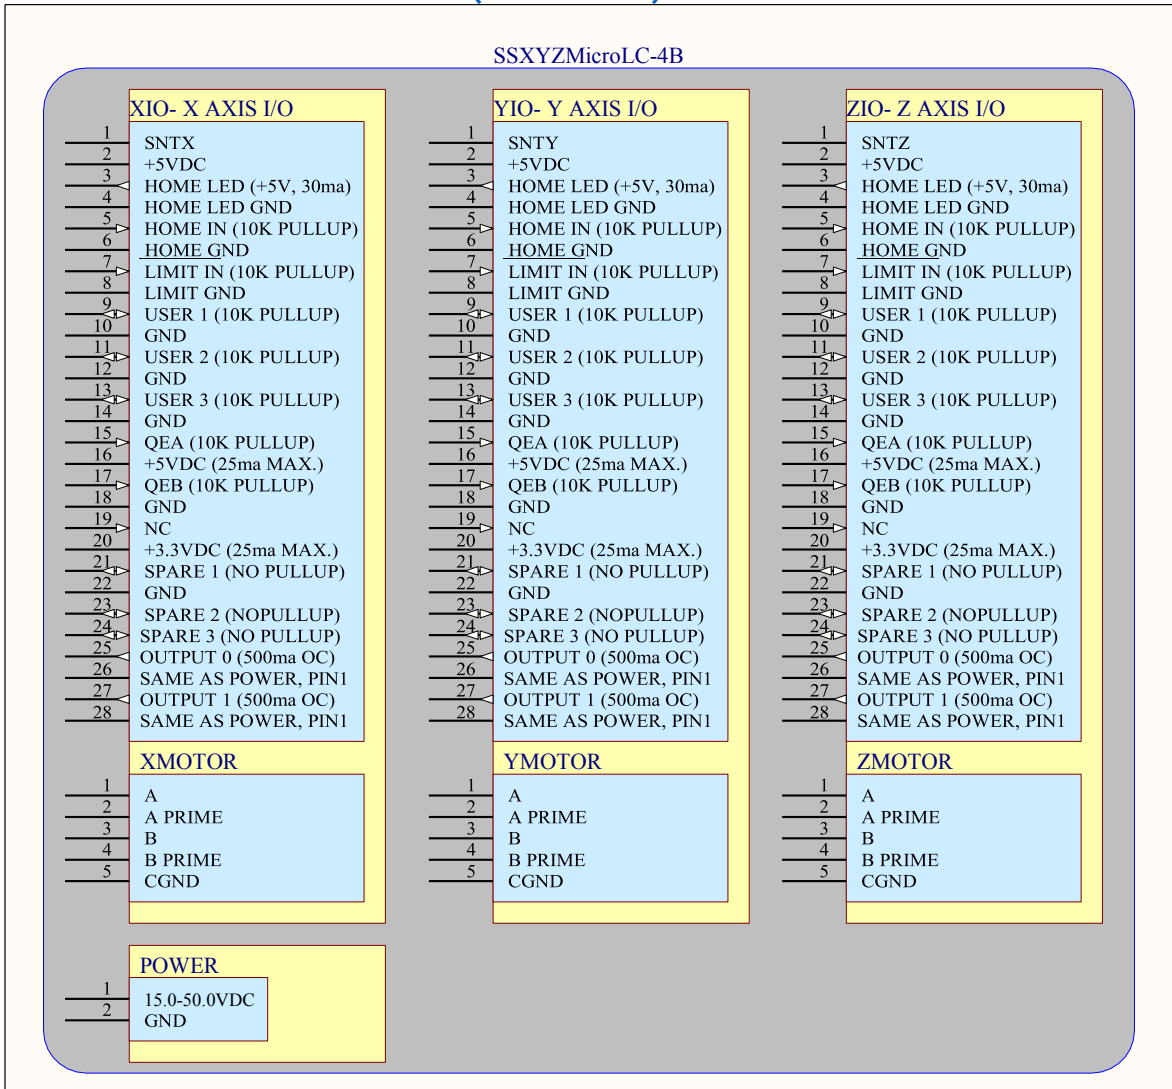 SSXYZMicroLC-4B
XIO- X AXIS I/O
1 SNTX
2 +5VDC
3 HOME LED (+5V, 30ma)
4 HOME LED GND
5 HOME IN (10K PULLUP)
6 HOME GND
7 LIMIT IN (10K PULLUP)
8 LIMIT GND
9 USER 1 (10K PULLUP)
10 GND
11 USER 2 (10K PULLUP)
12 GND
13 USER 3 (10K PULLUP)
14 GND
15 QEA (10K PULLUP)
16 +5VDC (25ma MAX.)
17 QEB (10K PULLUP)
18 GND
19 NC
20 +3.3VDC (25ma MAX.)
21 SPARE 1 (NO PULLUP)
22 GND
23 SPARE 2 (NOPULLUP)
24 SPARE 3 (NO PULLUP)
25 OUTPUT 0 (500ma OC)
26 SAME AS POWER, PIN1
27 OUTPUT 1 (500ma OC)
28 SAME AS POWER, PIN1
XMOTOR
1 A
2 A PRIME
3 B
4 B PRIME
5 CGND
POWER
1 15.0-50.0VDC
2 GND
YIO- Y AXIS I/O
1 SNTY
2 +5VDC
3 HOME LED (+5V, 30ma)
4 HOME LED GND
5 HOME IN (10K PULLUP)
6 HOME GND
7 LIMIT IN (10K PULLUP)
8 LIMIT GND
9 USER 1 (10K PULLUP)
10 GND
11 USER 2 (10K PULLUP)
12 GND
13 USER 3 (10K PULLUP)
14 GND
15 QEA (10K PULLUP)
16 +5VDC (25ma MAX.)
17 QEB (10K PULLUP)
18 GND
19 NC
20 +3.3VDC (25ma MAX.)
21 SPARE 1 (NO PULLUP)
22 GND
23 SPARE 2 (NOPULLUP)
24 SPARE 3 (NO PULLUP)
25 OUTPUT 0 (500ma OC)
26 SAME AS POWER, PIN1
27 OUTPUT 1 (500ma OC)
28 SAME AS POWER, PIN1
YMOTOR
1 A
2 A PRIME
3 B
4 B PRIME
5 CGND
ZIO- Z AXIS I/O
1 SNTZ
2 +5VDC
3 HOME LED (+5V, 30ma)
4 HOME LED GND
5 HOME IN (10K PULLUP)
6 HOME GND
7 LIMIT IN (10K PULLUP)
8 LIMIT GND
9 USER 1 (10K PULLUP)
10 GND
11 USER 2 (10K PULLUP)
12 GND
13 USER 3 (10K PULLUP)
14 GND
15 QEA (10K PULLUP)
16 +5VDC (25ma MAX.)
17 QEB (10K PULLUP)
18 GND
19 NC
20 +3.3VDC (25ma MAX.)
21 SPARE 1 (NO PULLUP)
22 GND
23 SPARE 2 (NOPULLUP)
24 SPARE 3 (NO PULLUP)
25 OUTPUT 0 (500ma OC)
26 SAME AS POWER, PIN1
27 OUTPUT 1 (500ma OC)
28 SAME AS POWER, PIN1
ZMOTOR
1 A
2 A PRIME
3 B
4 B PRIME
5 CGND